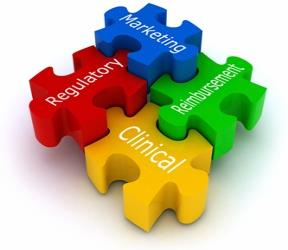 Marketing
Regulatory
Reimbursement
Clinical